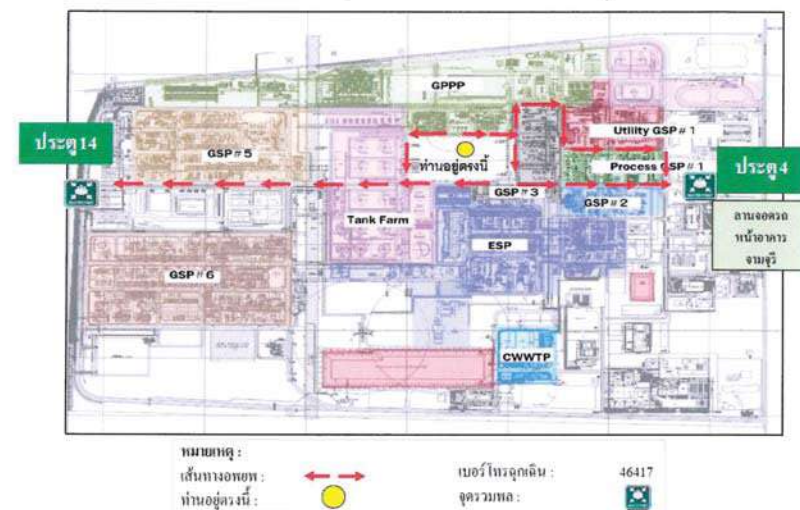 GPPP
ประตู14
GSP # 5
Utility GSP # 1
ท่านอยู่ตรงนี้
Process GSP # 1
ประตู4
GSP # 3
GSP # 2
Tank Farm
ลานจอดรถ
หน้าอาคาร
จามจุรี
ESP
GSP # 6
CWWTP
หมายเหตุ :
เส้นทางอพยพ :
เบอร์โทรฉุกเฉิน : 46417
ท่านอยู่ตรงนี้ :
จุดรวมพล :